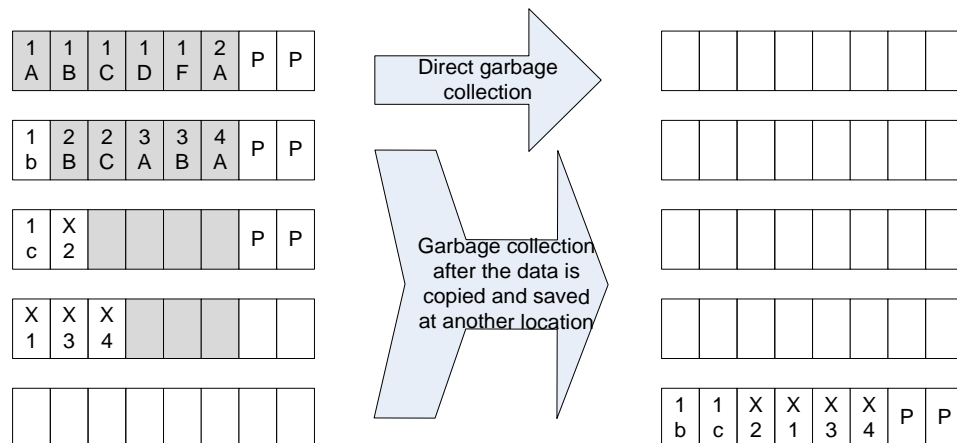 1 1 1 1 1 2
A B C D F A P P
Direct garbage
collection
1 2 2 3 3 4
b B C A B A P P
1 X
c 2 P P
Garbage collection
after the data is
copied and saved
at another location
X X X
1 3 4
1 1 X X X X
b c 2 1 3 4 P P